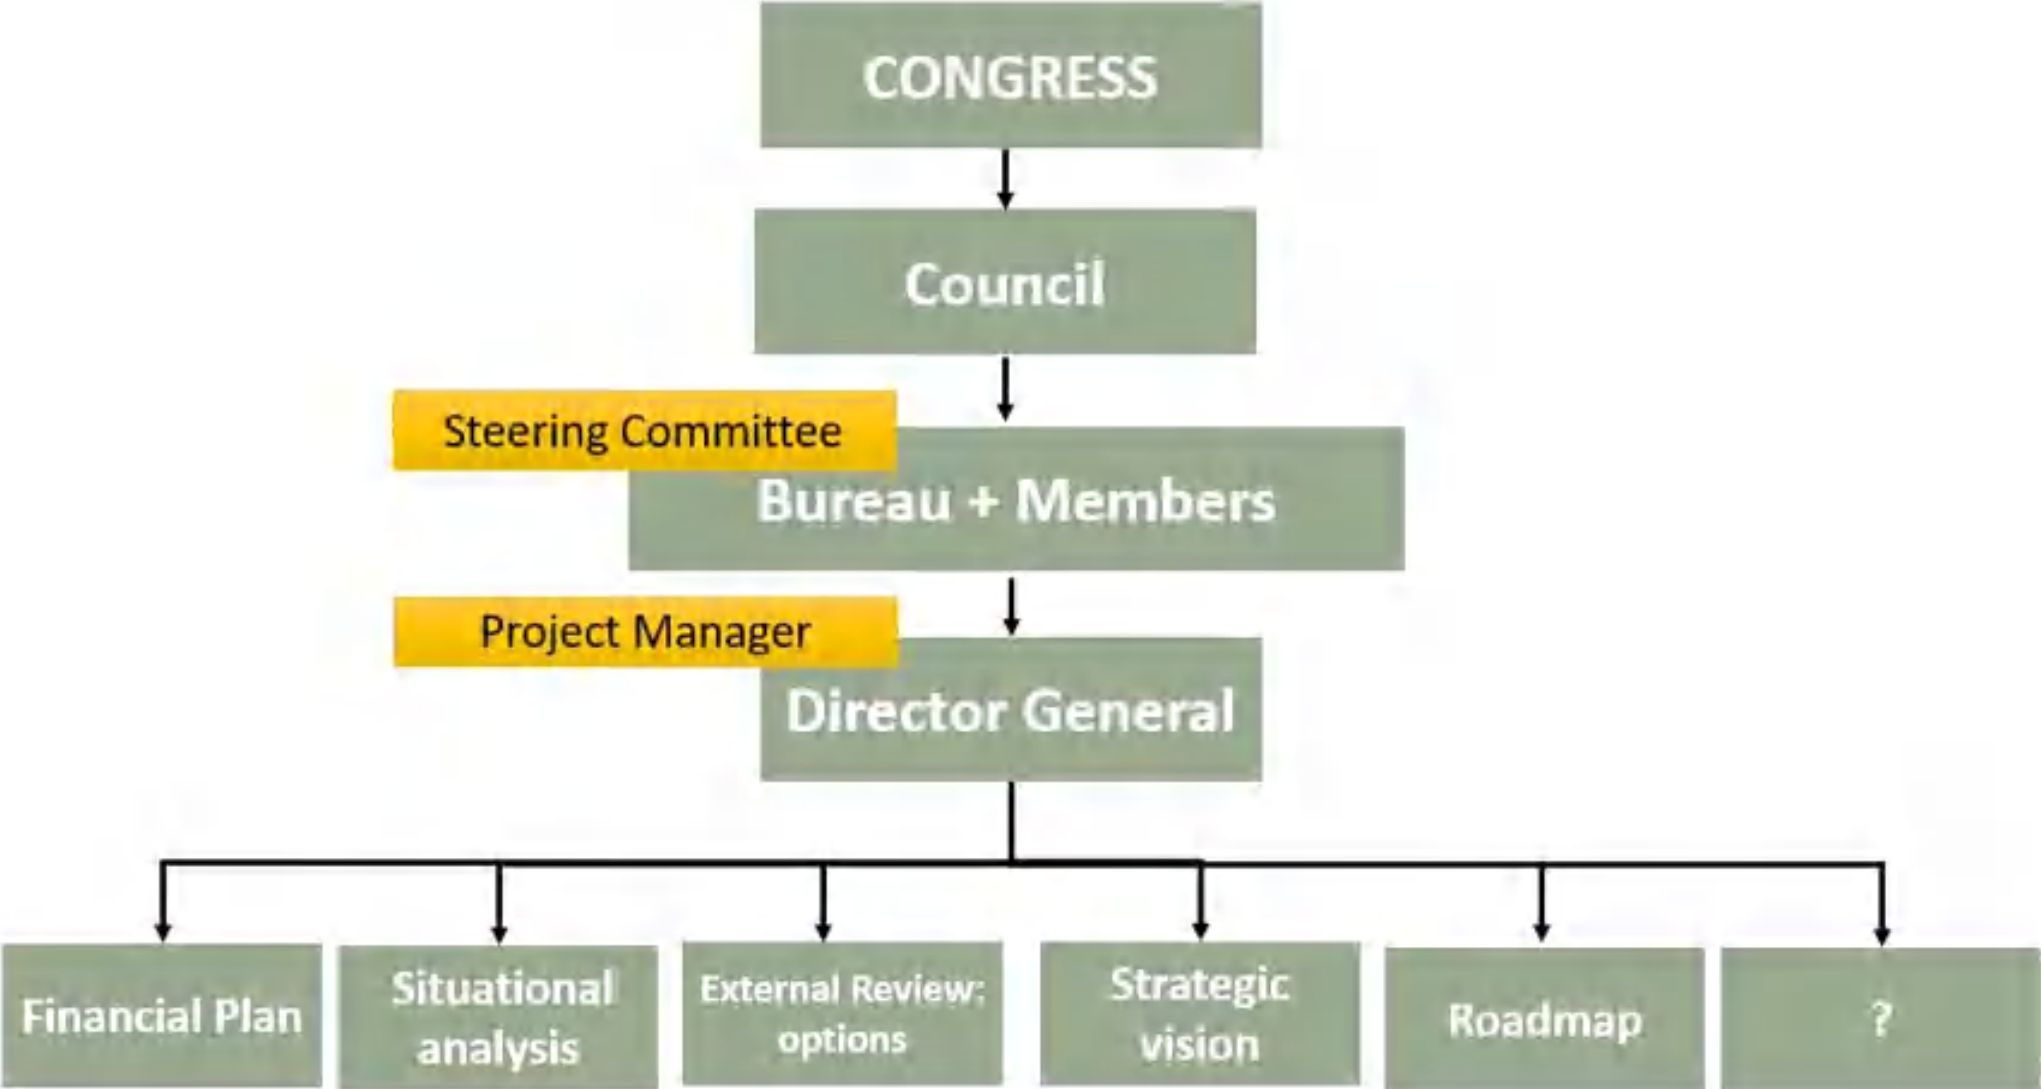 CONGRESS
Council
Steering Committee
Bureau + Members
Project Manager
Director General
Financial Plan
Situational
analysis
External Review:
options
Strategic
vision
Roadmap
?